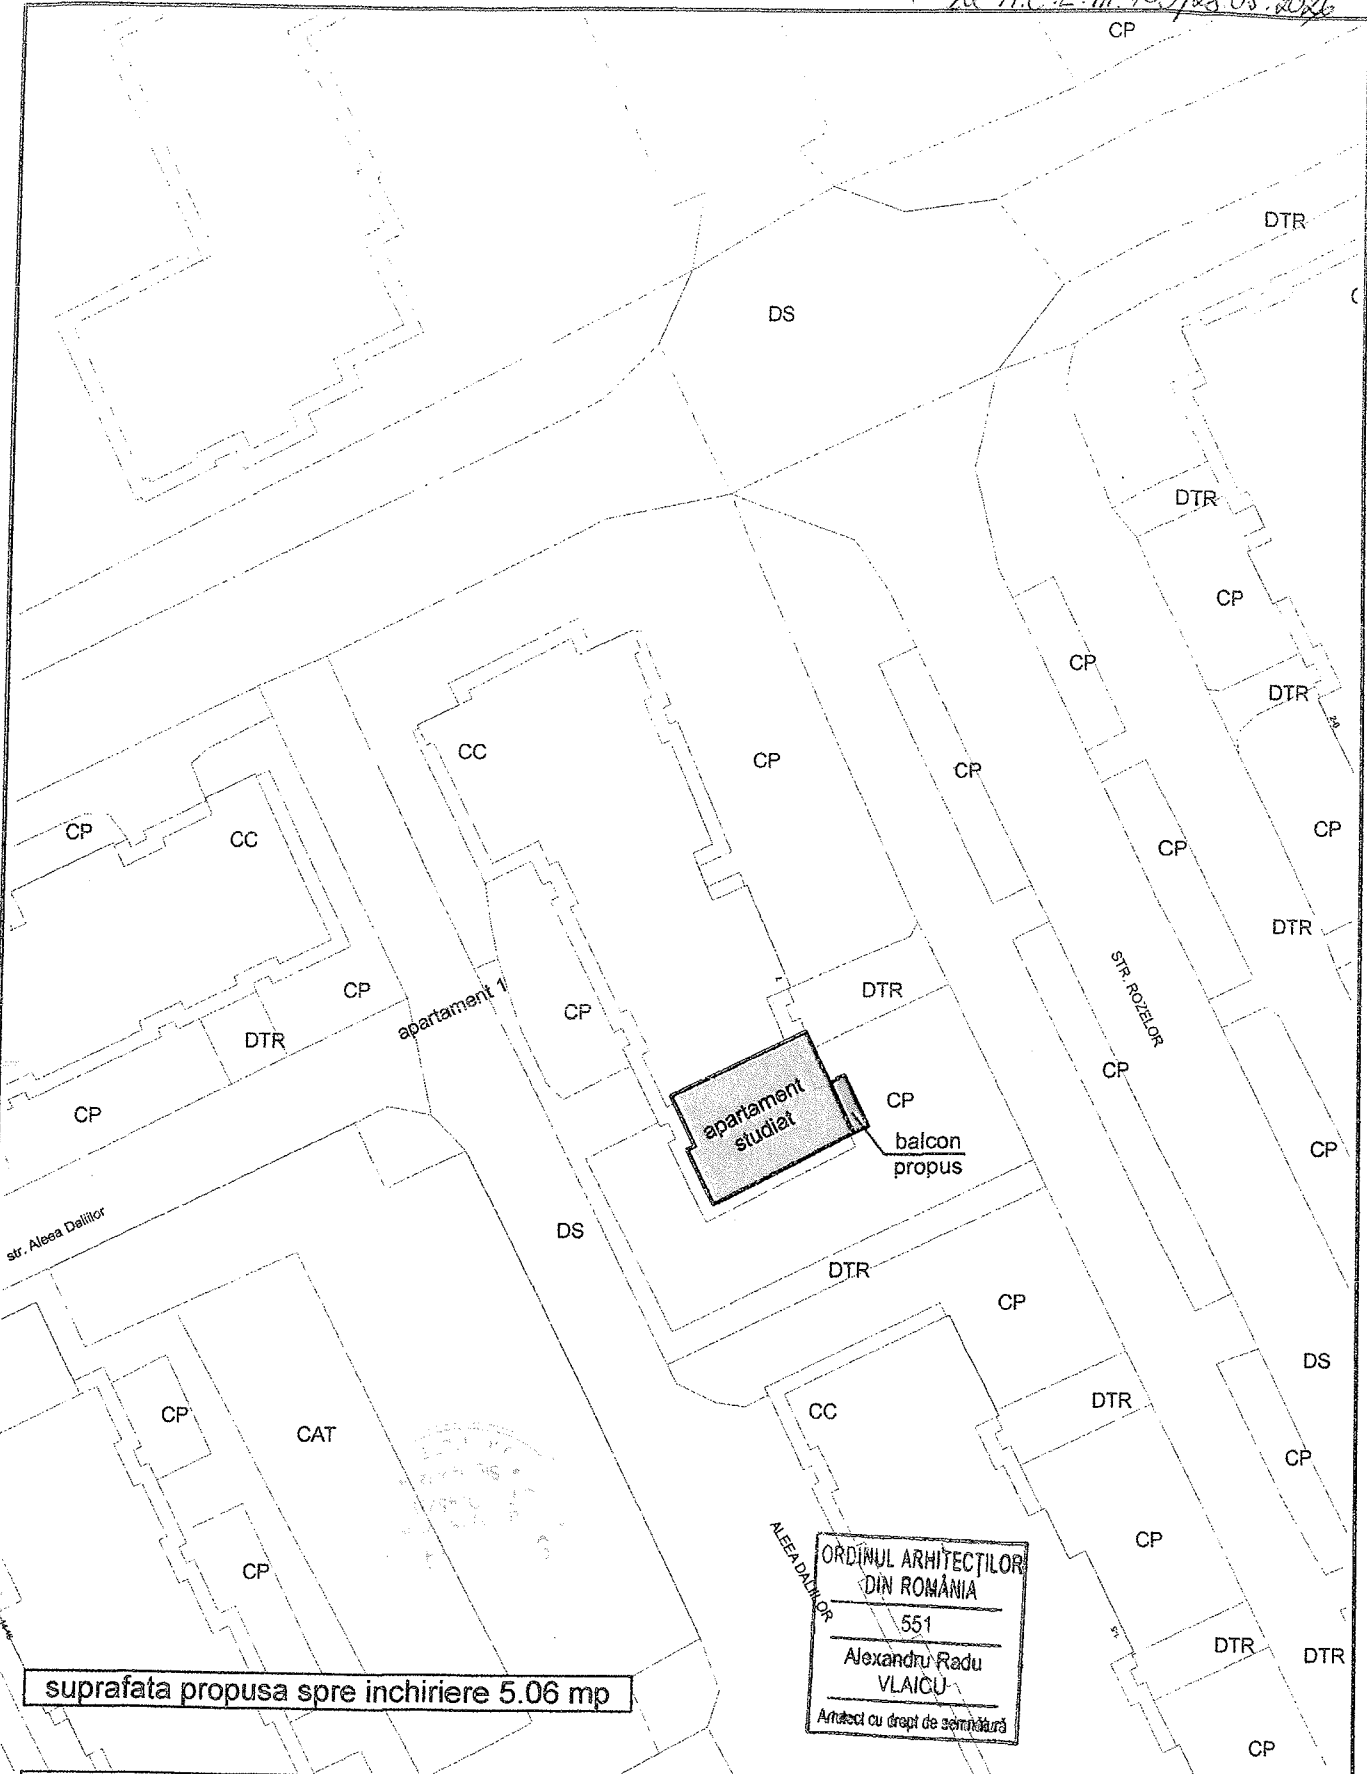 CP
DTR
DS
DTR
CP
CP
DTR
CC
CP
CP
CP
CC
CP
CP
DTR
CP
apartament 1
CP
DTR
DTR
STR. ROZELOR
CP
CP
apartament
studiat
CP
balcon
propus
CP
str. Aleea Daliilor
DS
DTR
CP
DS
CP
CAT
CC
DTR
CP
CP
ALEEA DALIILOR
CP
ORDINUL ARHITECȚILOR
DIN ROMÂNIA
551
Alexandru Radu
VLAICU
Arhitect cu drept de semnătură
DTR
DTR
suprafata propusa spre inchiriere 5.06 mp
CP